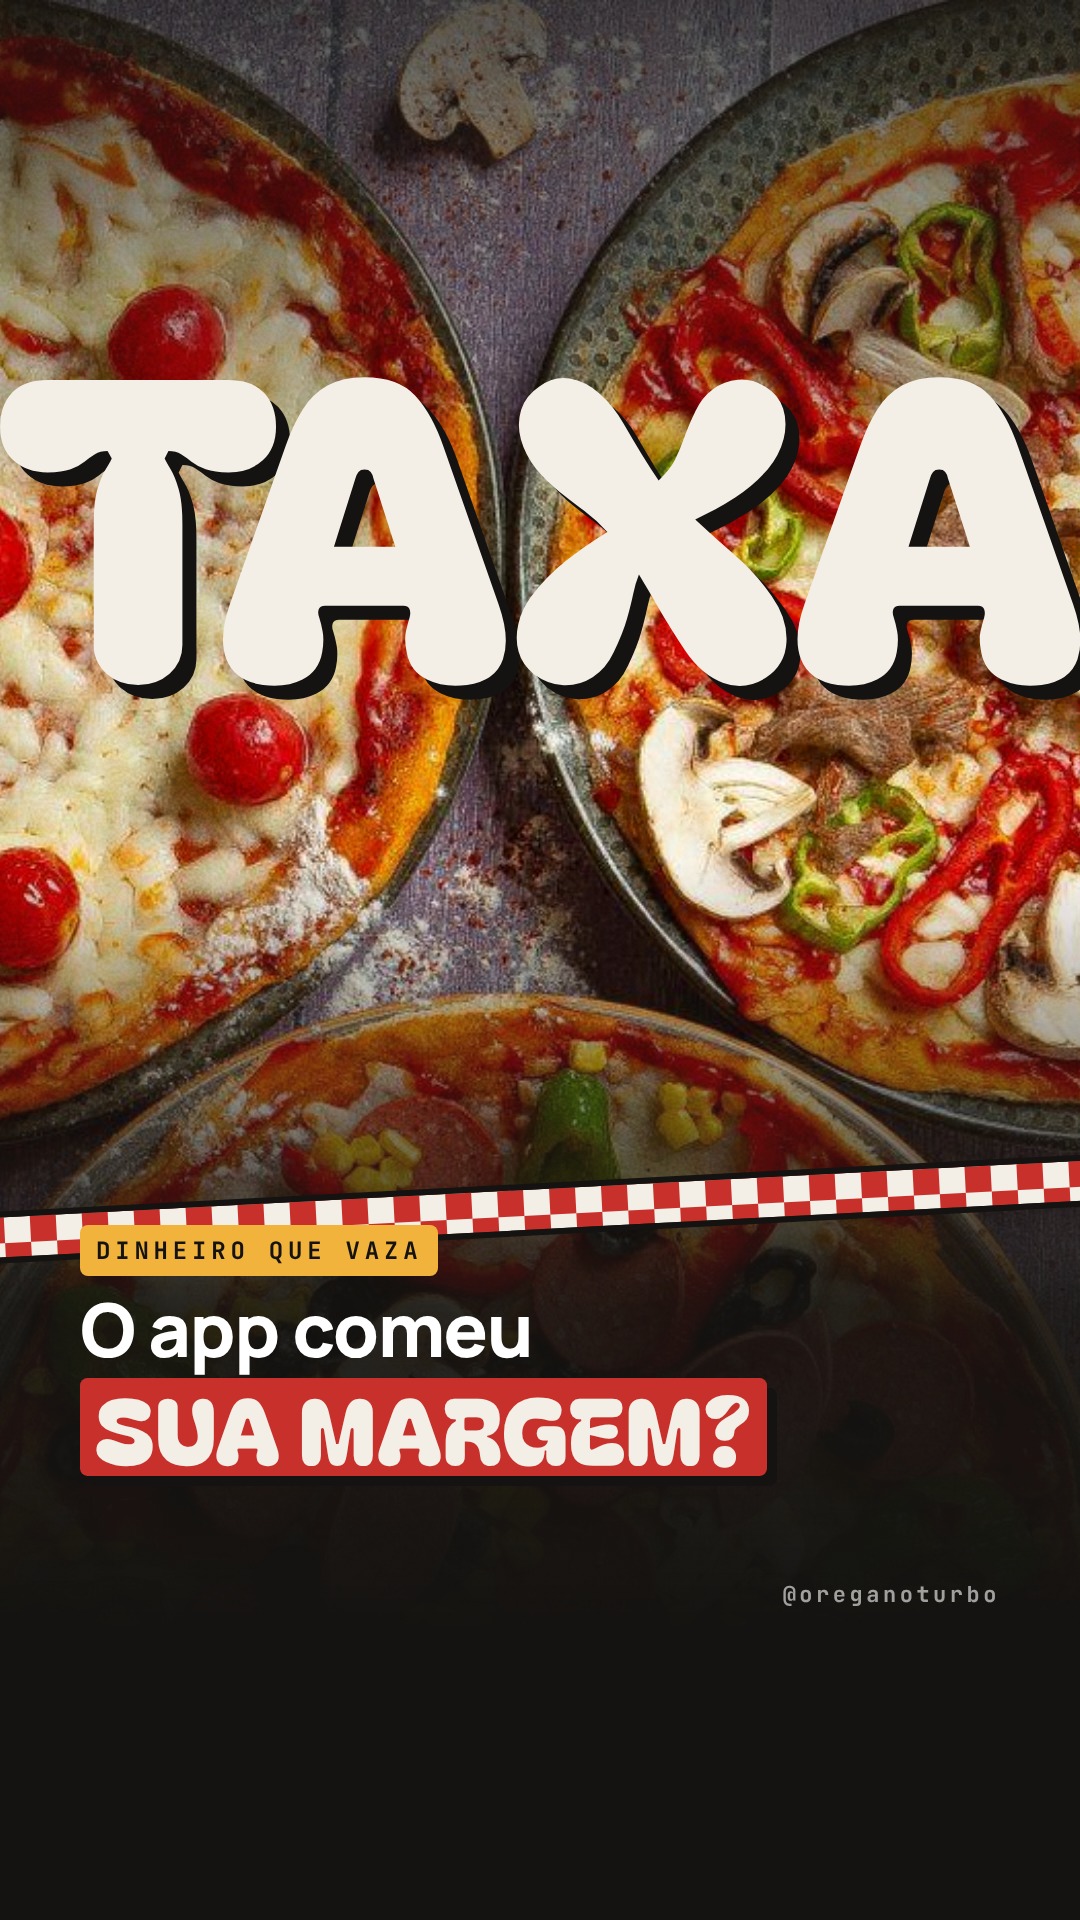 TAXA
DINHEIRO QUE VAZA
O app comeu
SUA MARGEM?
@oreganoturbo